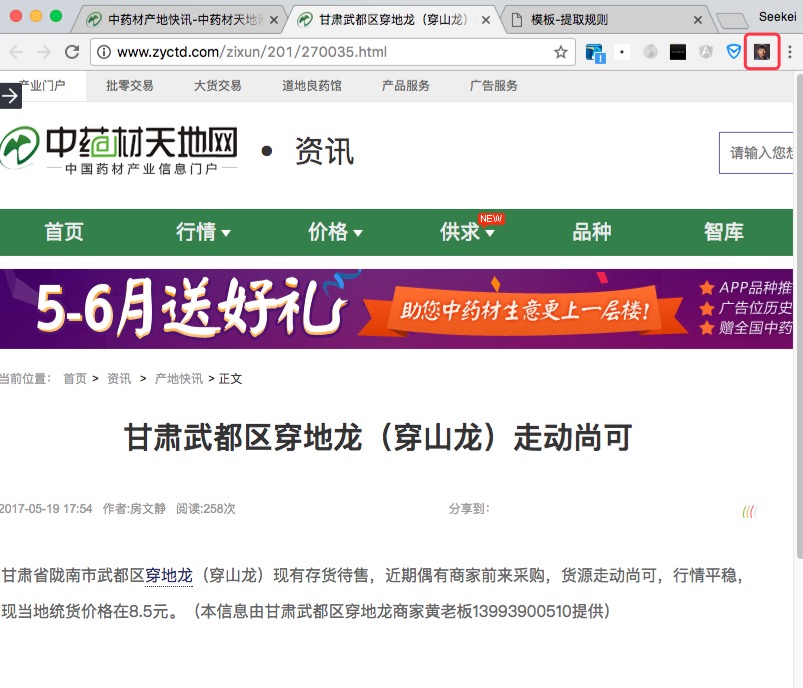 中药材产地快讯-中药材天地网
甘肃武都区穿地龙（穿山龙）
模板-提取规则
Seekei
www.zyctd.com/zixun/201/270035.html
产业门户 批零交易 大货交易 道地良药馆 产品服务 广告服务
中药材天地网
中国药材产业信息门户
• 资讯
请输入您想
首页 行情 价格 供求 NEW 品种 智库
5-6月送好礼
助您中药材生意更上一层楼!
APP品种推
广告位历史
赠全国中药
当前位置： 首页 > 资讯 > 产地快讯 > 正文
甘肃武都区穿地龙（穿山龙）走动尚可
2017-05-19 17:54 作者:房文静 阅读:258次 分享到：
甘肃省陇南市武都区穿地龙（穿山龙）现有存货待售，近期偶有商家前来采购，货源走动尚可，行情平稳，
现当地统货价格在8.5元。（本信息由甘肃武都区穿地龙商家黄老板13993900510提供）